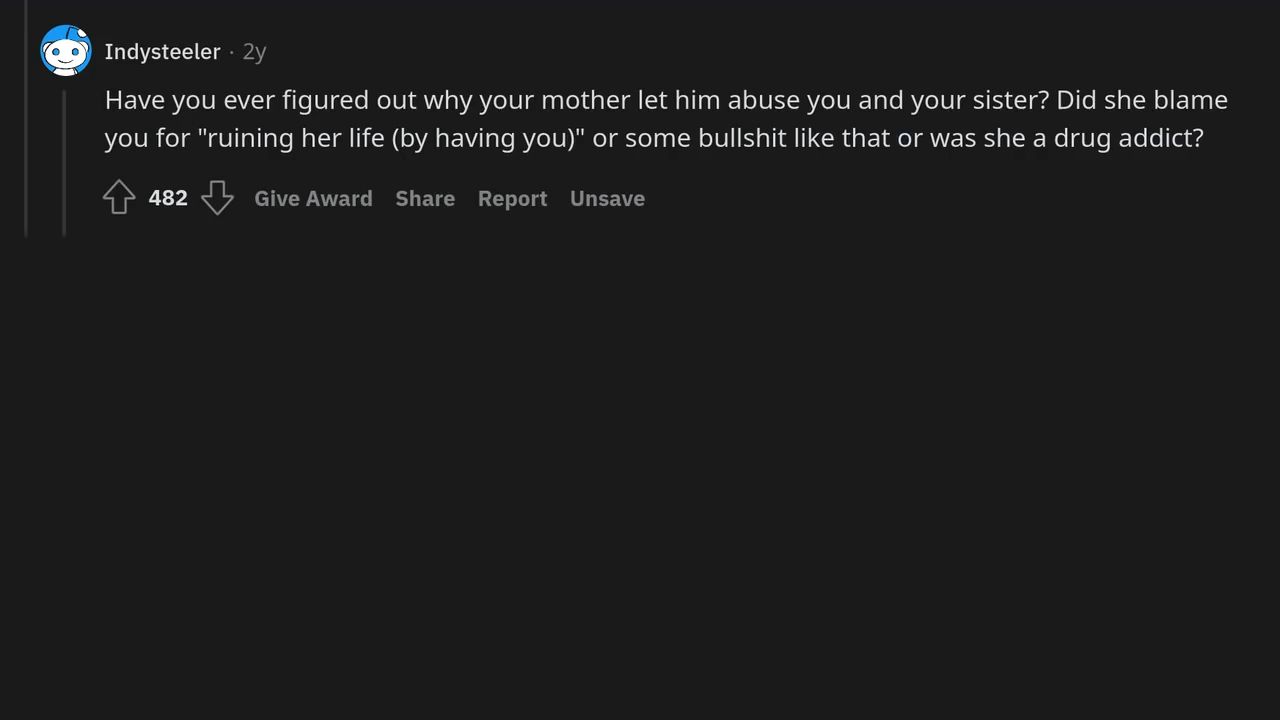 Indysteeler · 2y
Have you ever figured out why your mother let him abuse you and your sister? Did she blame
you for "ruining her life (by having you)" or some bullshit like that or was she a drug addict?
482 Give Award Share Report Unsave